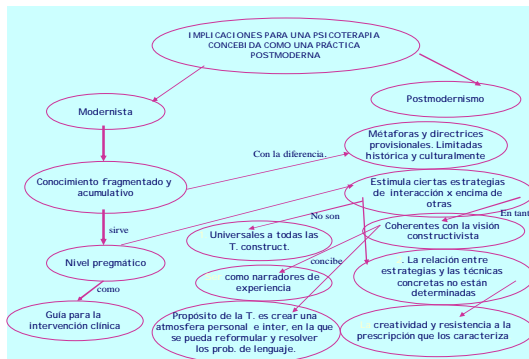 IMPLICACIONES PARA UNA PSICOTERAPIA
CONCEBIDA COMO UNA PRÁCTICA
POSTMODERNA
Modernista
Postmodernismo
Métaforas y directrices
provisionales. Limitadas
histórica y culturalmente
Con la diferencia.
Conocimiento fragmentado y
acumulativo
Estimula ciertas estrategias
de interacción x encima de
otras
No son
En tant
sirve
Universales a todas las
T. construct.
Coherentes con la visión
constructivista
Nivel pregmático
concibe
como narradores de
experiencia
. La relación entre
estrategias y las técnicas
concretas no están
determinadas
como
Guía para la
intervención clínica
Propósito de la T. es crear una
atmosfera personal e inter, en la que
se pueda reformular y resolver
los prob. de lenguaje.
creatividad y resistencia a la
prescripción que los caracteriza